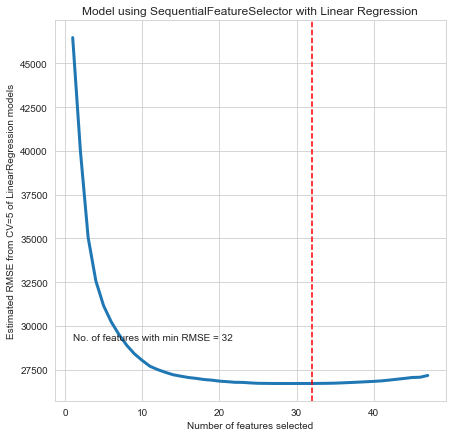 Model using SequentialFeatureSelector with Linear Regression
Estimated RMSE from CV=5 of LinearRegression models
45000
42500
40000
37500
35000
32500
30000
27500
No. of features with min RMSE = 32
0 10 20 30 40
Number of features selected